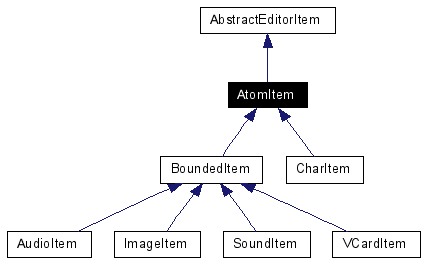 AbstractEditorItem
AtomItem
BoundedItem
CharItem
AudioItem
ImageItem
SoundItem
VCardItem